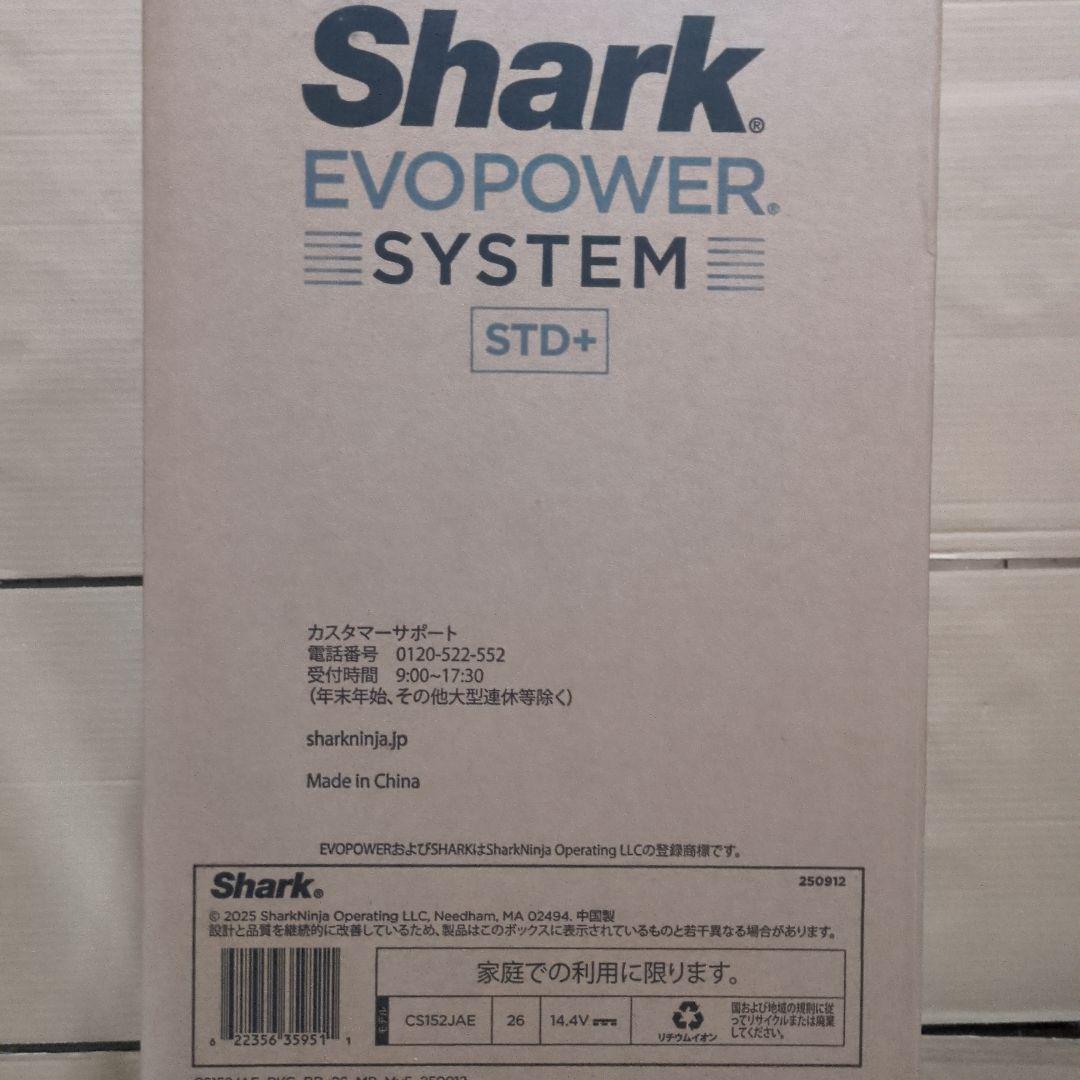 Shark®
EVOPOWER®
SYSTEM
STD+
カスタマーサポート
電話番号 0120-522-552
受付時間 9:00~17:30
(年末年始、その他大型連休等除く)
sharkninja.jp
Made in China
EVOPOWERおよびSHARKはSharkNinja Operating LLCの登録商標です。
Shark®
250912
© 2025 SharkNinja Operating LLC, Needham, MA 02494. 中国製
設計と品質を継続的に改善しているため、製品はこのボックスに表示されているものと若干異なる場合があります。
家庭での利用に限ります。
モデル CS152JAE 26 14.4V
リチウムイオン
国および地域の規則に従
ってリサイクルまたは廃棄
してください。
6 22356 35951 1